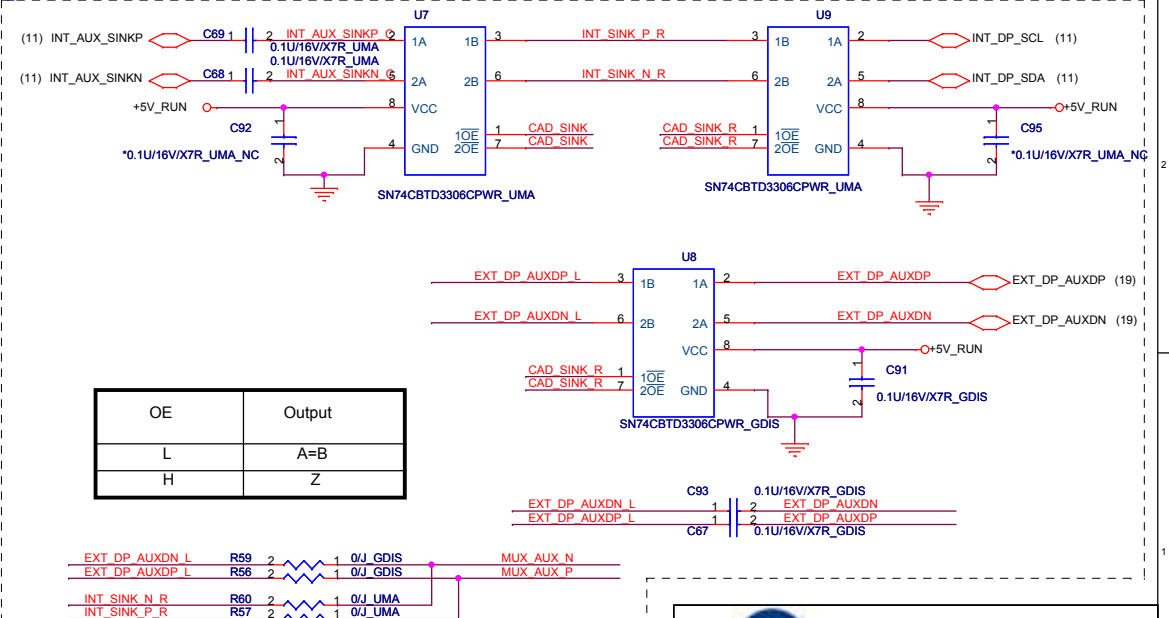 U7
U9
(11) INT_AUX_SINKP
C69 1 2 INT_AUX_SINKP_C 2
0.1U/16V/X7R_UMA
0.1U/16V/X7R_UMA
(11) INT_AUX_SINKN
C68 1 2 INT_AUX_SINKN_C 5
1A 1B 3 INT_SINK_P_R 3 1B 1A 2 INT_DP_SCL (11)
2A 2B 6 INT_SINK_N_R 6 2B 2A 5 INT_DP_SDA (11)
+5V_RUN 8 VCC VCC 8 +5V_RUN
C92 1 2
*0.1U/16V/X7R_UMA_NC
1OE 1 CAD_SINK CAD_SINK_R 1 1OE
4 GND 2OE 7 CAD_SINK CAD_SINK_R 7 2OE GND 4
C95 1 2
*0.1U/16V/X7R_UMA_NC
2
SN74CBTD3306CPWR_UMA
SN74CBTD3306CPWR_UMA
U8
EXT_DP_AUXDP_L 3 1B 1A 2 EXT_DP_AUXDP EXT_DP_AUXDP (19)
EXT_DP_AUXDN_L 6 2B 2A 5 EXT_DP_AUXDN EXT_DP_AUXDN (19)
VCC 8 +5V_RUN
CAD_SINK_R 1 1OE
CAD_SINK_R 7 2OE GND 4
1 C91
2 0.1U/16V/X7R_GDIS
SN74CBTD3306CPWR_GDIS
OE Output
L A=B
H Z
C93 0.1U/16V/X7R_GDIS
EXT_DP_AUXDN_L 1 2 EXT_DP_AUXDN
EXT_DP_AUXDP_L 1 2 EXT_DP_AUXDP
C67 0.1U/16V/X7R_GDIS
1
EXT_DP_AUXDN_L R59 2 1 0/J_GDIS MUX_AUX_N
EXT_DP_AUXDP_L R56 2 1 0/J_GDIS MUX_AUX_P
INT_SINK_N_R R60 2 1 0/J_UMA
INT_SINK_P_R R57 2 1 0/J_UMA